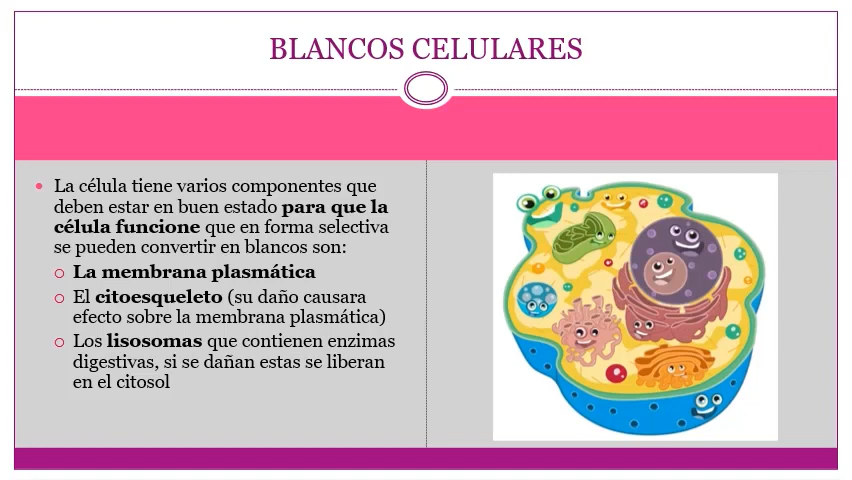 BLANCOS CELULARES
La célula tiene varios componentes que
deben estar en buen estado para que la
célula funcione que en forma selectiva
se pueden convertir en blancos son:
La membrana plasmática
El citoesqueleto (su daño causara
efecto sobre la membrana plasmática)
Los lisosomas que contienen enzimas
digestivas, si se dañan estas se liberan
en el citosol